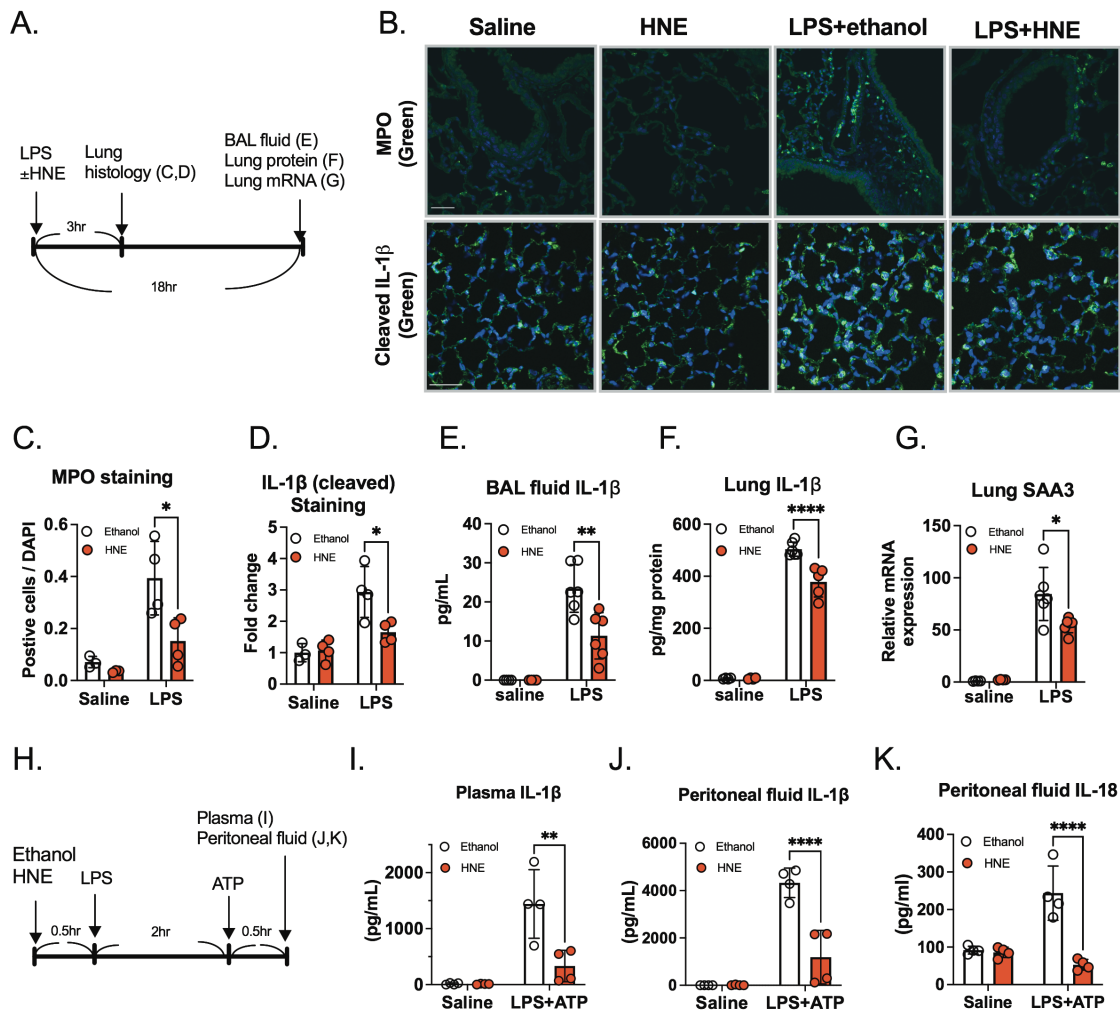 A.
LPS
±HNE
Lung
histology (C,D)
BAL fluid (E)
Lung protein (F)
Lung mRNA (G)
3hr
18hr
B.
Saline
HNE
LPS+ethanol
LPS+HNE
MPO
(Green)
Cleaved IL-1β
(Green)
C.
MPO staining
Postive cells / DAPI
0.6
0.4
0.2
0.0
Ethanol
HNE
*
Saline
LPS
D.
IL-1β (cleaved)
Staining
Fold change
5
4
3
2
1
0
Ethanol
HNE
*
Saline
LPS
E.
BAL fluid IL-1β
pg/mL
40
30
20
10
0
Ethanol
HNE
**
saline
LPS
F.
Lung IL-1β
pg/mg protein
600
400
200
0
Ethanol
HNE
****
saline
LPS
G.
Lung SAA3
Relative mRNA
expression
150
100
50
0
Ethanol
HNE
*
saline
LPS
H.
Ethanol
HNE
LPS
ATP
Plasma (I)
Peritoneal fluid (J,K)
0.5hr
2hr
0.5hr
I.
Plasma IL-1β
(pg/mL)
2000
1000
0
Ethanol
HNE
**
Saline
LPS+ATP
J.
Peritoneal fluid IL-1β
(pg/mL)
6000
4000
2000
0
Ethanol
HNE
****
Saline
LPS+ATP
K.
Peritoneal fluid IL-18
(pg/ml)
400
300
200
100
0
Ethanol
HNE
****
Saline
LPS+ATP